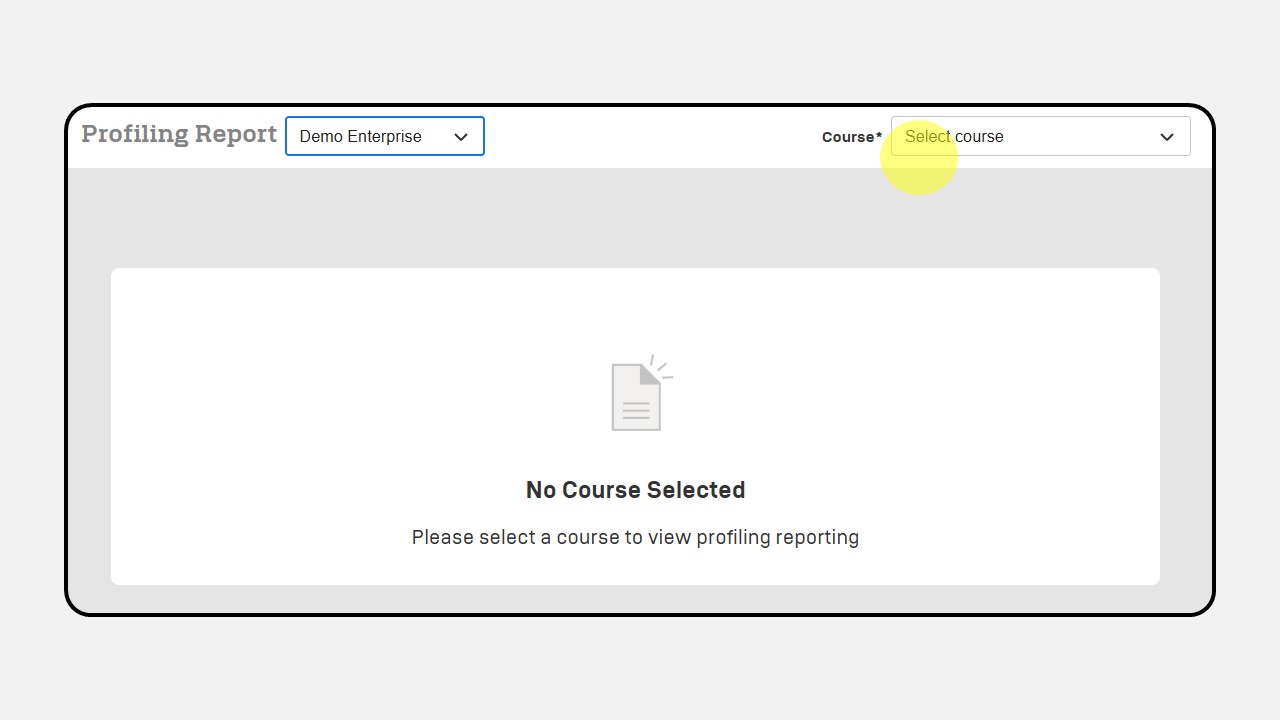 Profiling Report
Demo Enterprise
Course*
Select course
No Course Selected
Please select a course to view profiling reporting